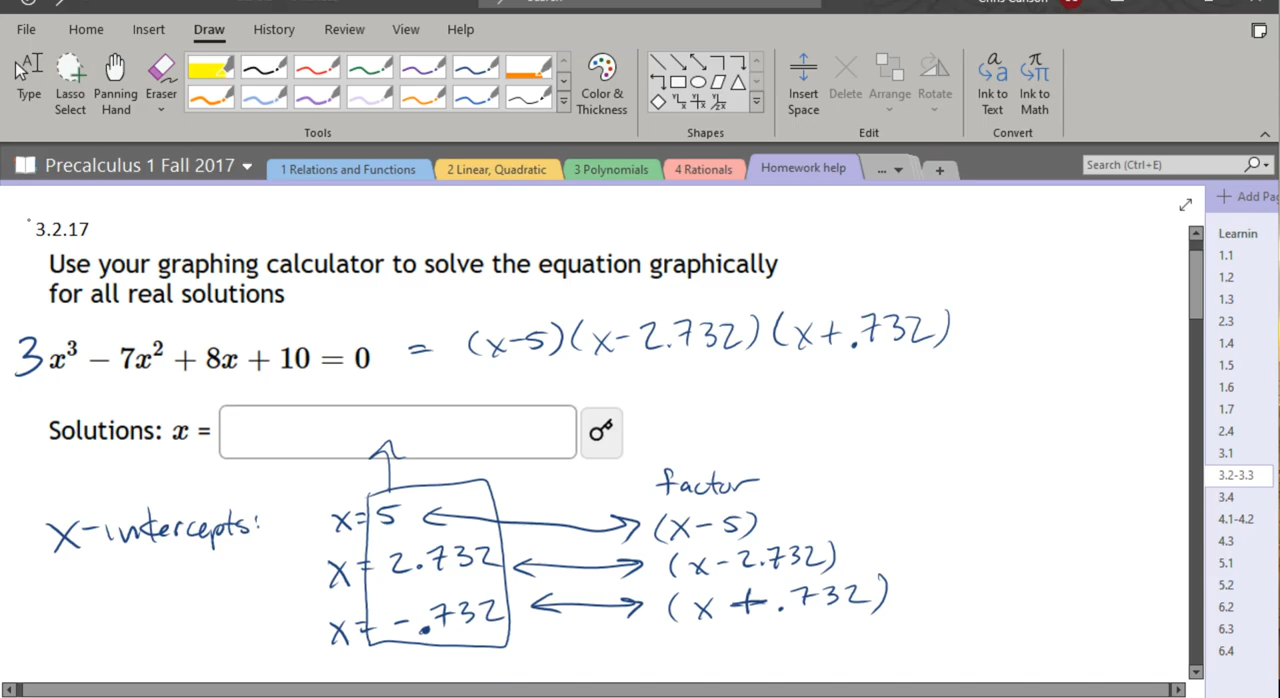 File Home Insert Draw History Review View Help
Type Lasso Select Panning Hand Eraser Color & Thickness Insert Space Delete Arrange Rotate Ink to Text Ink to Math
Tools Shapes Edit Convert
Precalculus 1 Fall 2017 1 Relations and Functions 2 Linear, Quadratic 3 Polynomials 4 Rationals Homework help ... + Search (Ctrl+E)
+ Add Pag
Learnin
1.1
1.2
1.3
2.3
1.4
1.5
1.6
1.7
2.4
3.1
3.2-3.3
3.4
4.1-4.2
4.3
5.1
5.2
6.2
6.3
6.4
3.2.17
Use your graphing calculator to solve the equation graphically
for all real solutions
3x³ − 7x² + 8x + 10 = 0 = (x-5)(x-2.732)(x+.732)
Solutions: x =
factor
X-intercepts: x= 5 (x-5)
x= 2.732 (x-2.732)
x= -.732 (x+.732)